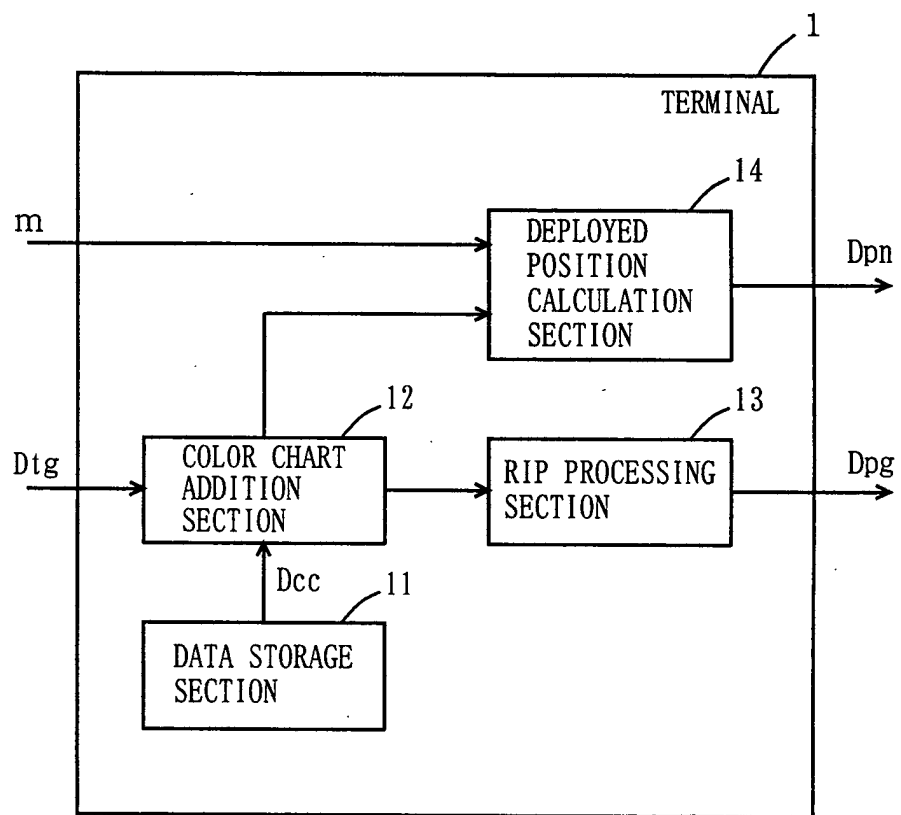 1
TERMINAL
14
m
DEPLOYED
POSITION
CALCULATION
SECTION
Dpn
12
13
Dtg
COLOR CHART
ADDITION
SECTION
RIP PROCESSING
SECTION
Dpg
Dcc
11
DATA STORAGE
SECTION